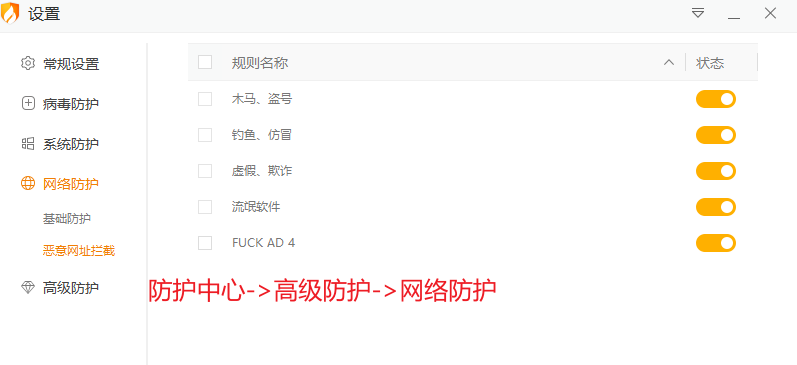 设置
常规设置
病毒防护
系统防护
网络防护
基础防护
恶意网址拦截
高级防护
规则名称
状态
木马、盗号
钓鱼、仿冒
虚假、欺诈
流氓软件
FUCK AD 4
防护中心->高级防护->网络防护